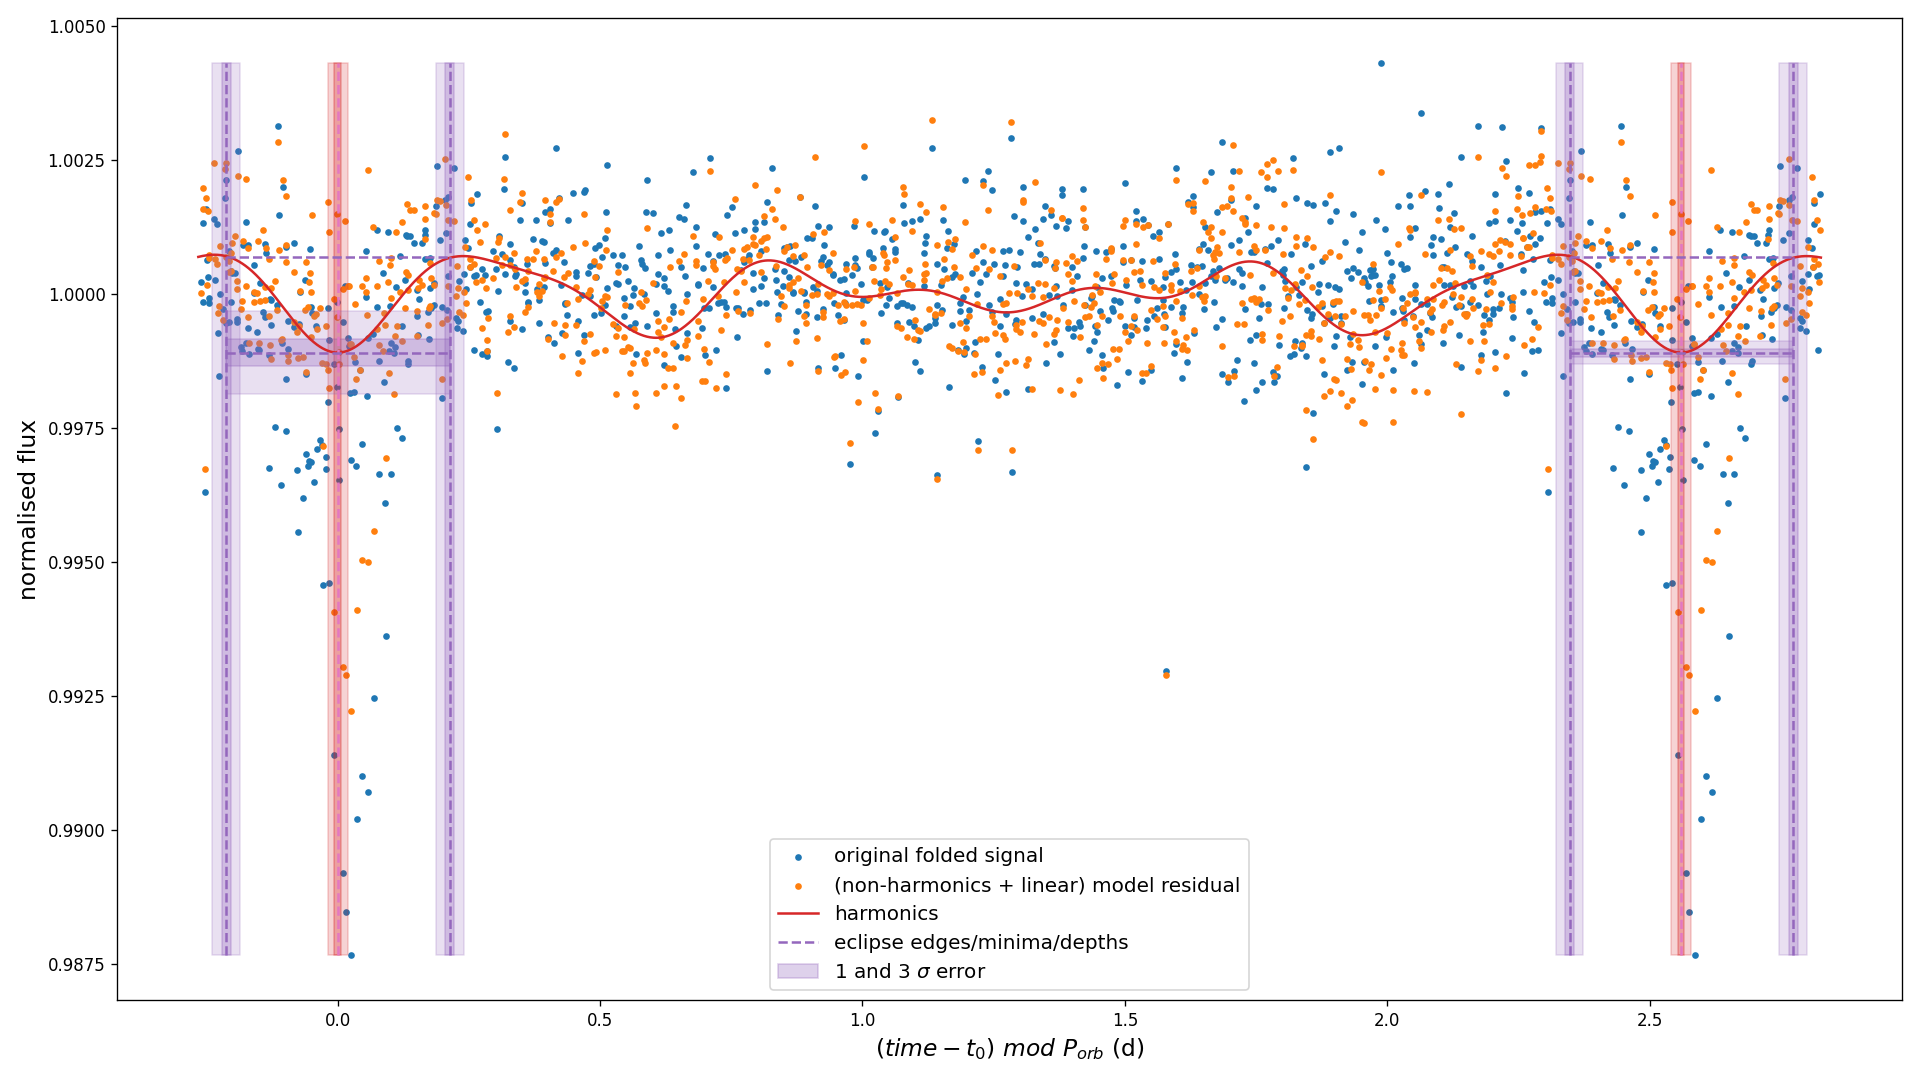 1.0050
1.0025
1.0000
0.9975
0.9950
0.9925
0.9900
0.9875
normalised flux
original folded signal
(non-harmonics + linear) model residual
harmonics
eclipse edges/minima/depths
1 and 3 σ error
0.0 0.5 1.0 1.5 2.0 2.5
(time − t₀) mod P_orb (d)